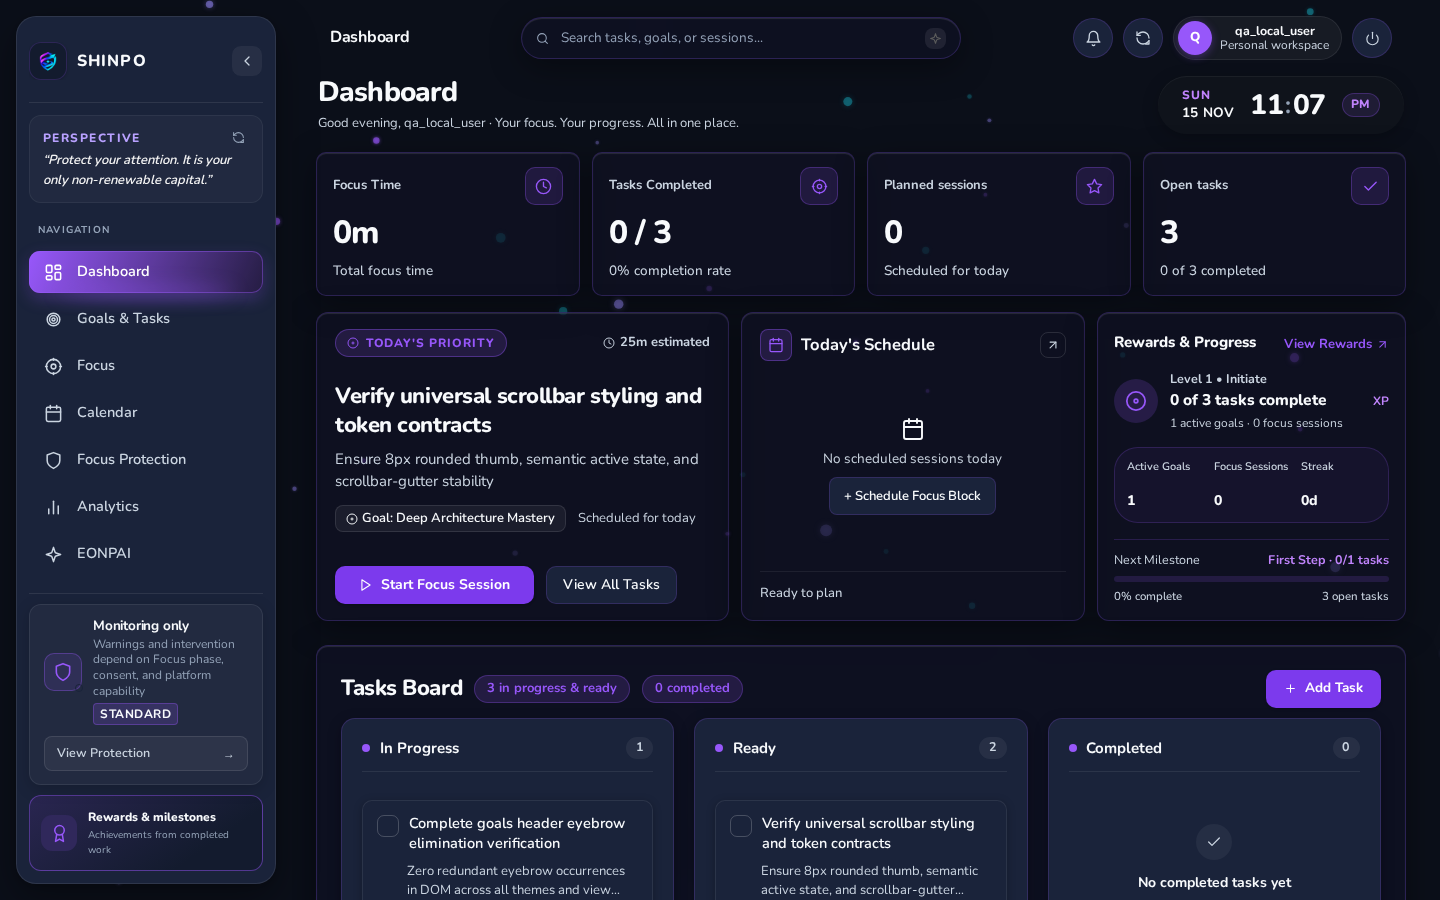 SHINPO
PERSPECTIVE
“Protect your attention. It is your
only non-renewable capital.”
NAVIGATION
Dashboard
Goals & Tasks
Focus
Calendar
Focus Protection
Analytics
EONPAI
Monitoring only
Warnings and intervention
depend on Focus phase,
consent, and platform
capability
STANDARD
View Protection →
Rewards & milestones
Achievements from completed
work
Dashboard
Search tasks, goals, or sessions...
Q
qa_local_user
Personal workspace
Dashboard
Good evening, qa_local_user · Your focus. Your progress. All in one place.
SUN
15 NOV
11:07
PM
Focus Time
0m
Total focus time
Tasks Completed
0 / 3
0% completion rate
Planned sessions
0
Scheduled for today
Open tasks
3
0 of 3 completed
TODAY'S PRIORITY
25m estimated
Verify universal scrollbar styling and
token contracts
Ensure 8px rounded thumb, semantic active state, and
scrollbar-gutter stability
Goal: Deep Architecture Mastery
Scheduled for today
Start Focus Session
View All Tasks
Today's Schedule
No scheduled sessions today
+ Schedule Focus Block
Ready to plan
Rewards & Progress
View Rewards
Level 1 • Initiate
0 of 3 tasks complete
XP
1 active goals · 0 focus sessions
Active Goals Focus Sessions Streak
1 0 0d
Next Milestone
First Step · 0/1 tasks
0% complete
3 open tasks
Tasks Board
3 in progress & ready
0 completed
+ Add Task
In Progress
1
Complete goals header eyebrow
elimination verification
Zero redundant eyebrow occurrences
in DOM across all themes and view...
Ready
2
Verify universal scrollbar styling
and token contracts
Ensure 8px rounded thumb, semantic
active state, and scrollbar-gutter...
Completed
0
No completed tasks yet